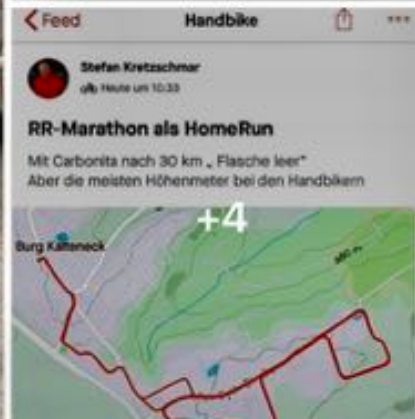 Feed
Handbike
Stefan Kretzschmar
Heute um 10:33
RR-Marathon als HomeRun
Mit Carbonita nach 30 km „ Flasche leer"
Aber die meisten Höhenmeter bei den Handbikern
+4
Burg Kalteneck